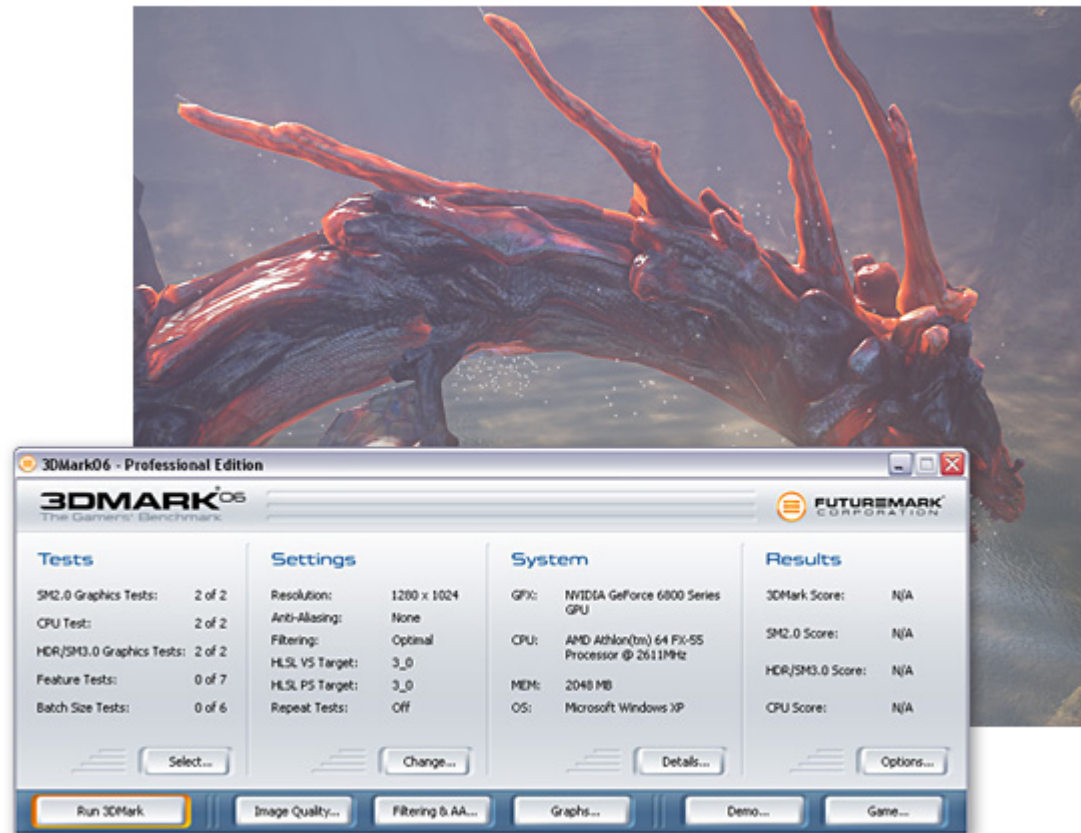 3DMark06 - Professional Edition
3DMARK®06
The Gamers' Benchmark
FUTUREMARK®
CORPORATION
Tests
SM2.0 Graphics Tests: 2 of 2
CPU Test: 2 of 2
HDR/SM3.0 Graphics Tests: 2 of 2
Feature Tests: 0 of 7
Batch Size Tests: 0 of 6
Select...
Settings
Resolution: 1280 x 1024
Anti-Aliasing: None
Filtering: Optimal
HLSL VS Target: 3_0
HLSL PS Target: 3_0
Repeat Tests: Off
Change...
System
GFX: NVIDIA GeForce 6800 Series
GPU
CPU: AMD Athlon(tm) 64 FX-55
Processor @ 2611MHz
MEM: 2048 MB
OS: Microsoft Windows XP
Details...
Results
3DMark Score: N/A
SM2.0 Score: N/A
HDR/SM3.0 Score: N/A
CPU Score: N/A
Options...
Run 3DMark
Image Quality...
Filtering & AA...
Graphs...
Demo...
Game...